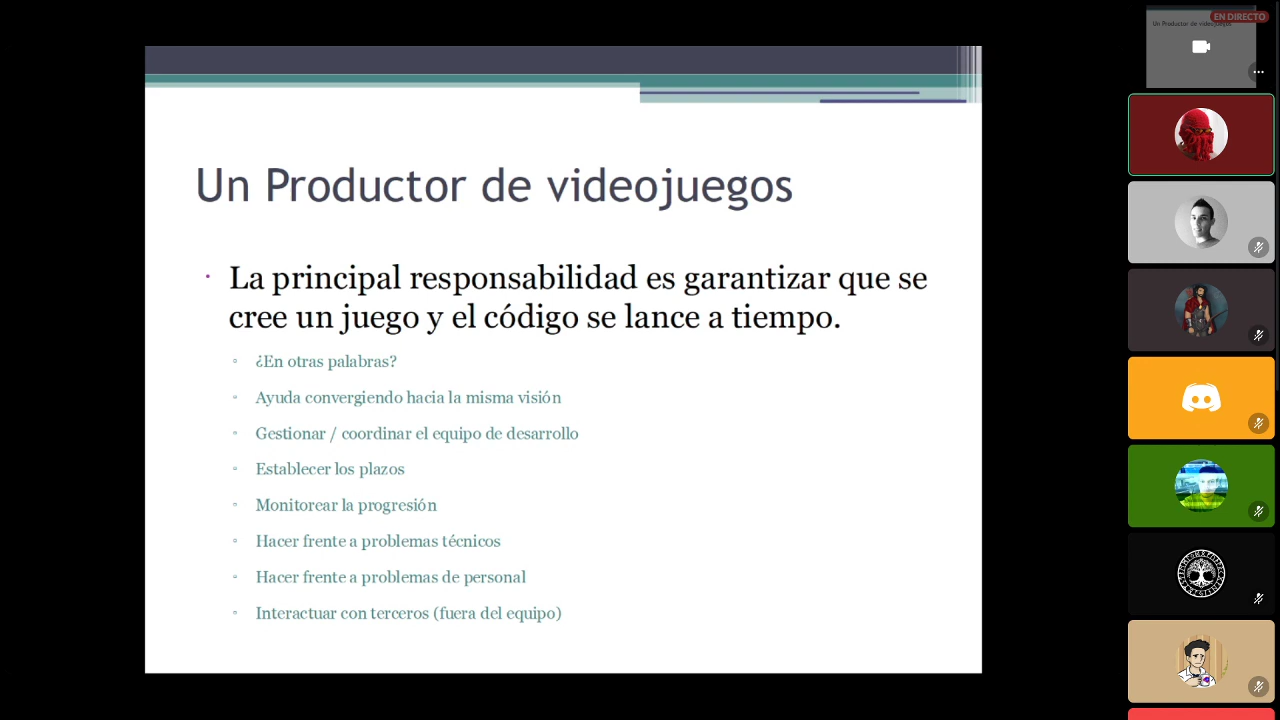 EN DIRECTO
Un Productor de videojuegos
Un Productor de videojuegos
La principal responsabilidad es garantizar que se
cree un juego y el código se lance a tiempo.
¿En otras palabras?
Ayuda convergiendo hacia la misma visión
Gestionar / coordinar el equipo de desarrollo
Establecer los plazos
Monitorear la progresión
Hacer frente a problemas técnicos
Hacer frente a problemas de personal
Interactuar con terceros (fuera del equipo)